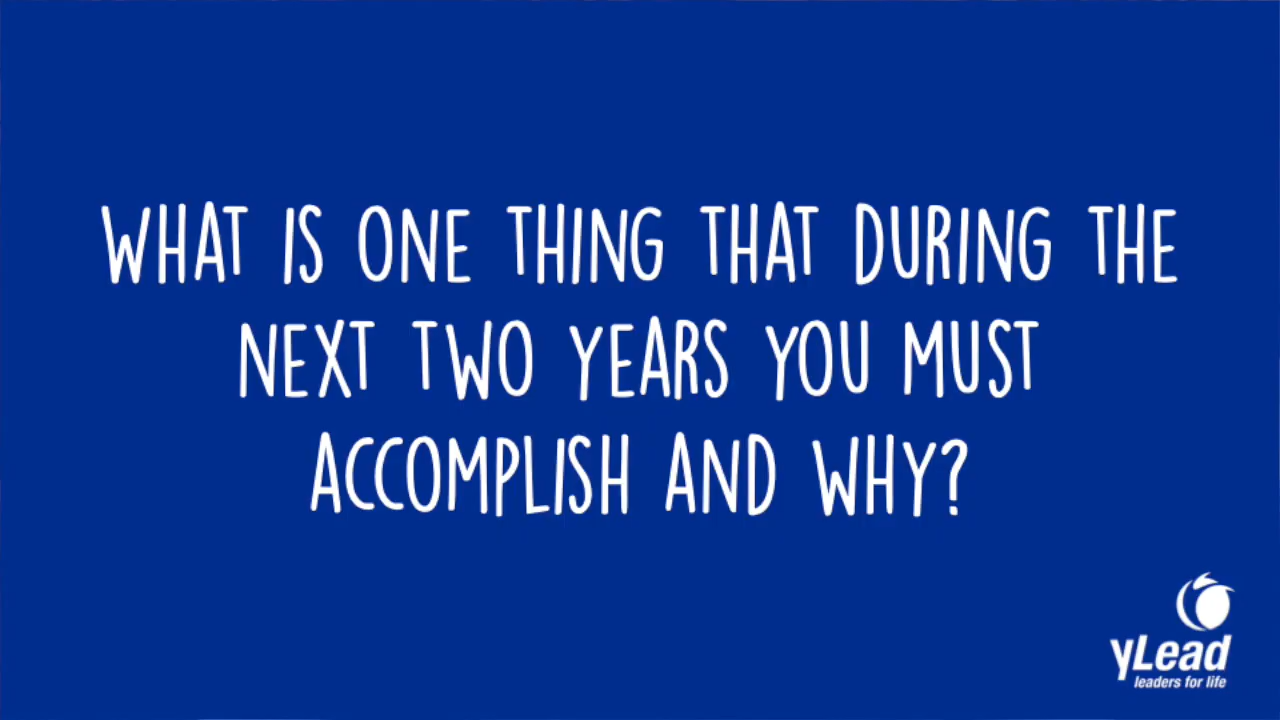 WHAT IS ONE THING THAT DURING THE
NEXT TWO YEARS YOU MUST
ACCOMPLISH AND WHY?
yLead
leaders for life